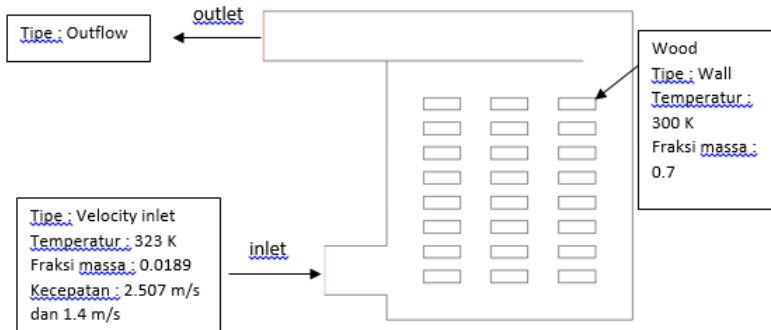 Tipe : Outflow
outlet
Wood
Tipe : Wall
Temperatur :
300 K
Fraksi massa :
0.7
Tipe : Velocity inlet
Temperatur : 323 K
Fraksi massa : 0.0189
Kecepatan : 2.507 m/s
dan 1.4 m/s
inlet